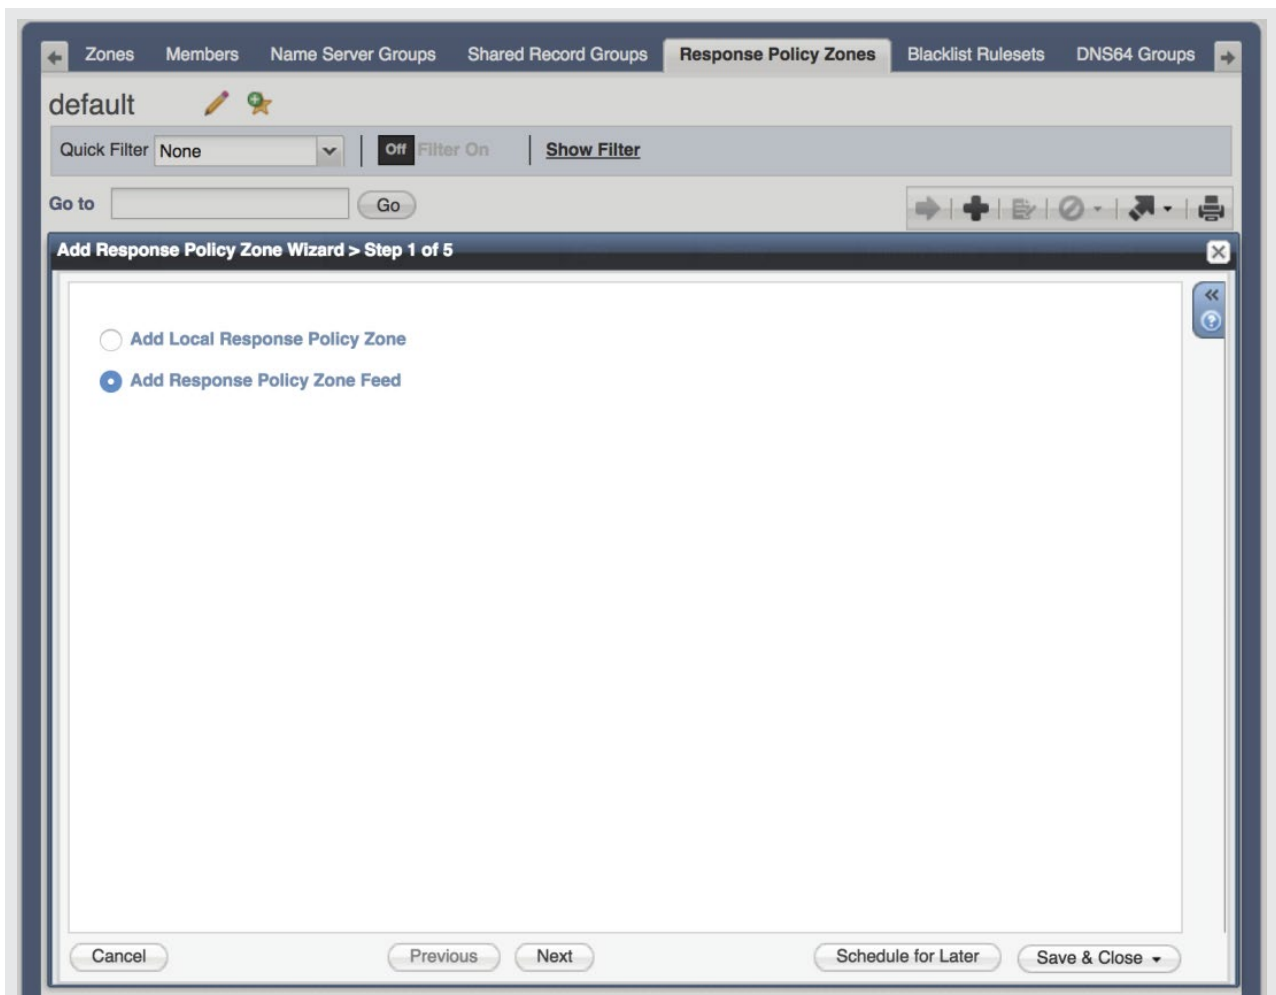 Zones Members Name Server Groups Shared Record Groups Response Policy Zones Blacklist Rulesets DNS64 Groups
default
Quick Filter None Off Filter On Show Filter
Go to Go
Add Response Policy Zone Wizard > Step 1 of 5
Add Local Response Policy Zone
Add Response Policy Zone Feed
Cancel Previous Next Schedule for Later Save & Close